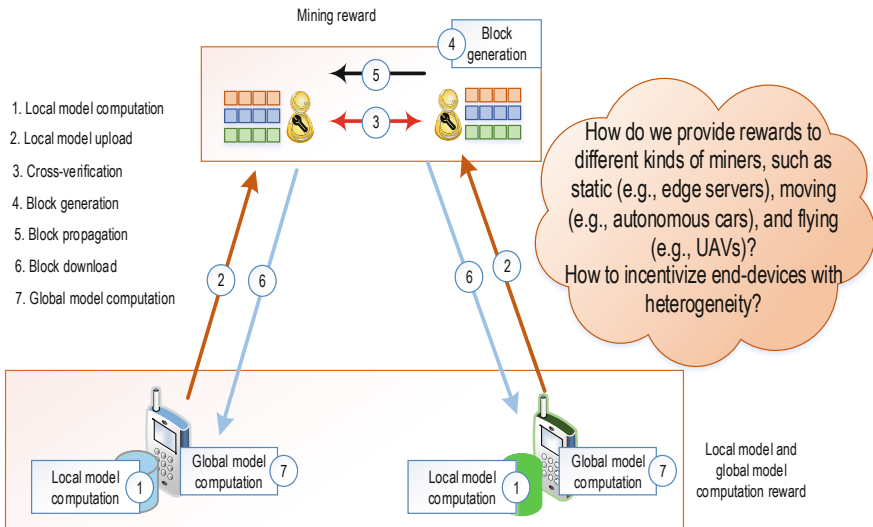 Mining reward
4
Block
generation
5
3
1. Local model computation
2. Local model upload
3. Cross-verification
4. Block generation
5. Block propagation
6. Block download
7. Global model computation
How do we provide rewards to
different kinds of miners, such as
static (e.g., edge servers), moving
(e.g., autonomous cars), and flying
(e.g., UAVs)?
How to incentivize end-devices with
heterogeneity?
2
6
6
2
Local model
computation
1
Global model
computation
7
Local model
computation
1
Global model
computation
7
Local model and
global model
computation reward